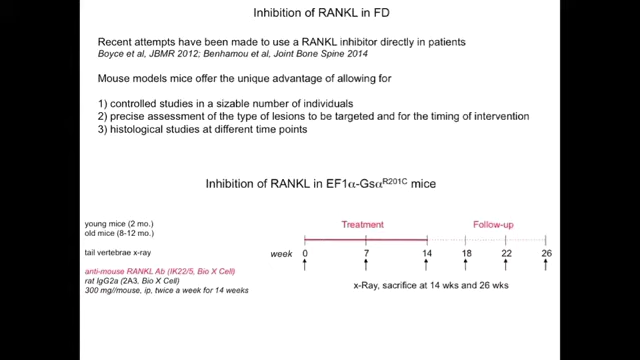 Inhibition of RANKL in FD
Recent attempts have been made to use a RANKL inhibitor directly in patients
Boyce et al, JBMR 2012; Benhamou et al, Joint Bone Spine 2014
Mouse models mice offer the unique advantage of allowing for
1) controlled studies in a sizable number of individuals
2) precise assessment of the type of lesions to be targeted and for the timing of intervention
3) histological studies at different time points
Inhibition of RANKL in EF1α-Gsα^R201C mice
young mice (2 mo.)
old mice (8-12 mo.)
tail vertebrae x-ray
anti-mouse RANKL Ab (IK22/5, Bio X Cell)
rat IgG2a (2A3, Bio X Cell)
300 mg//mouse, ip, twice a week for 14 weeks
Treatment Follow-up
week 0 7 14 18 22 26
x-Ray, sacrifice at 14 wks and 26 wks